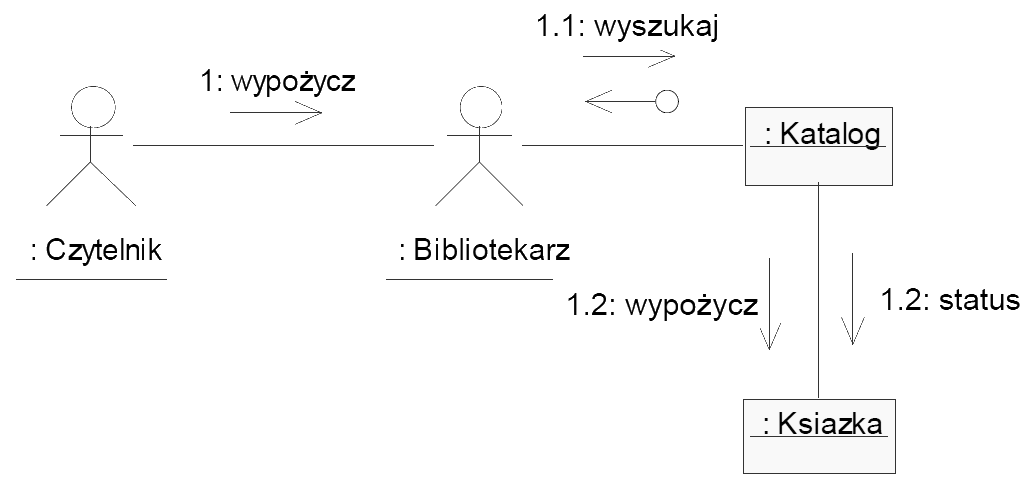 1.1: wyszukaj
1: wypożycz
: Katalog
: Czytelnik
: Bibliotekarz
1.2: wypożycz
1.2: status
: Ksiazka